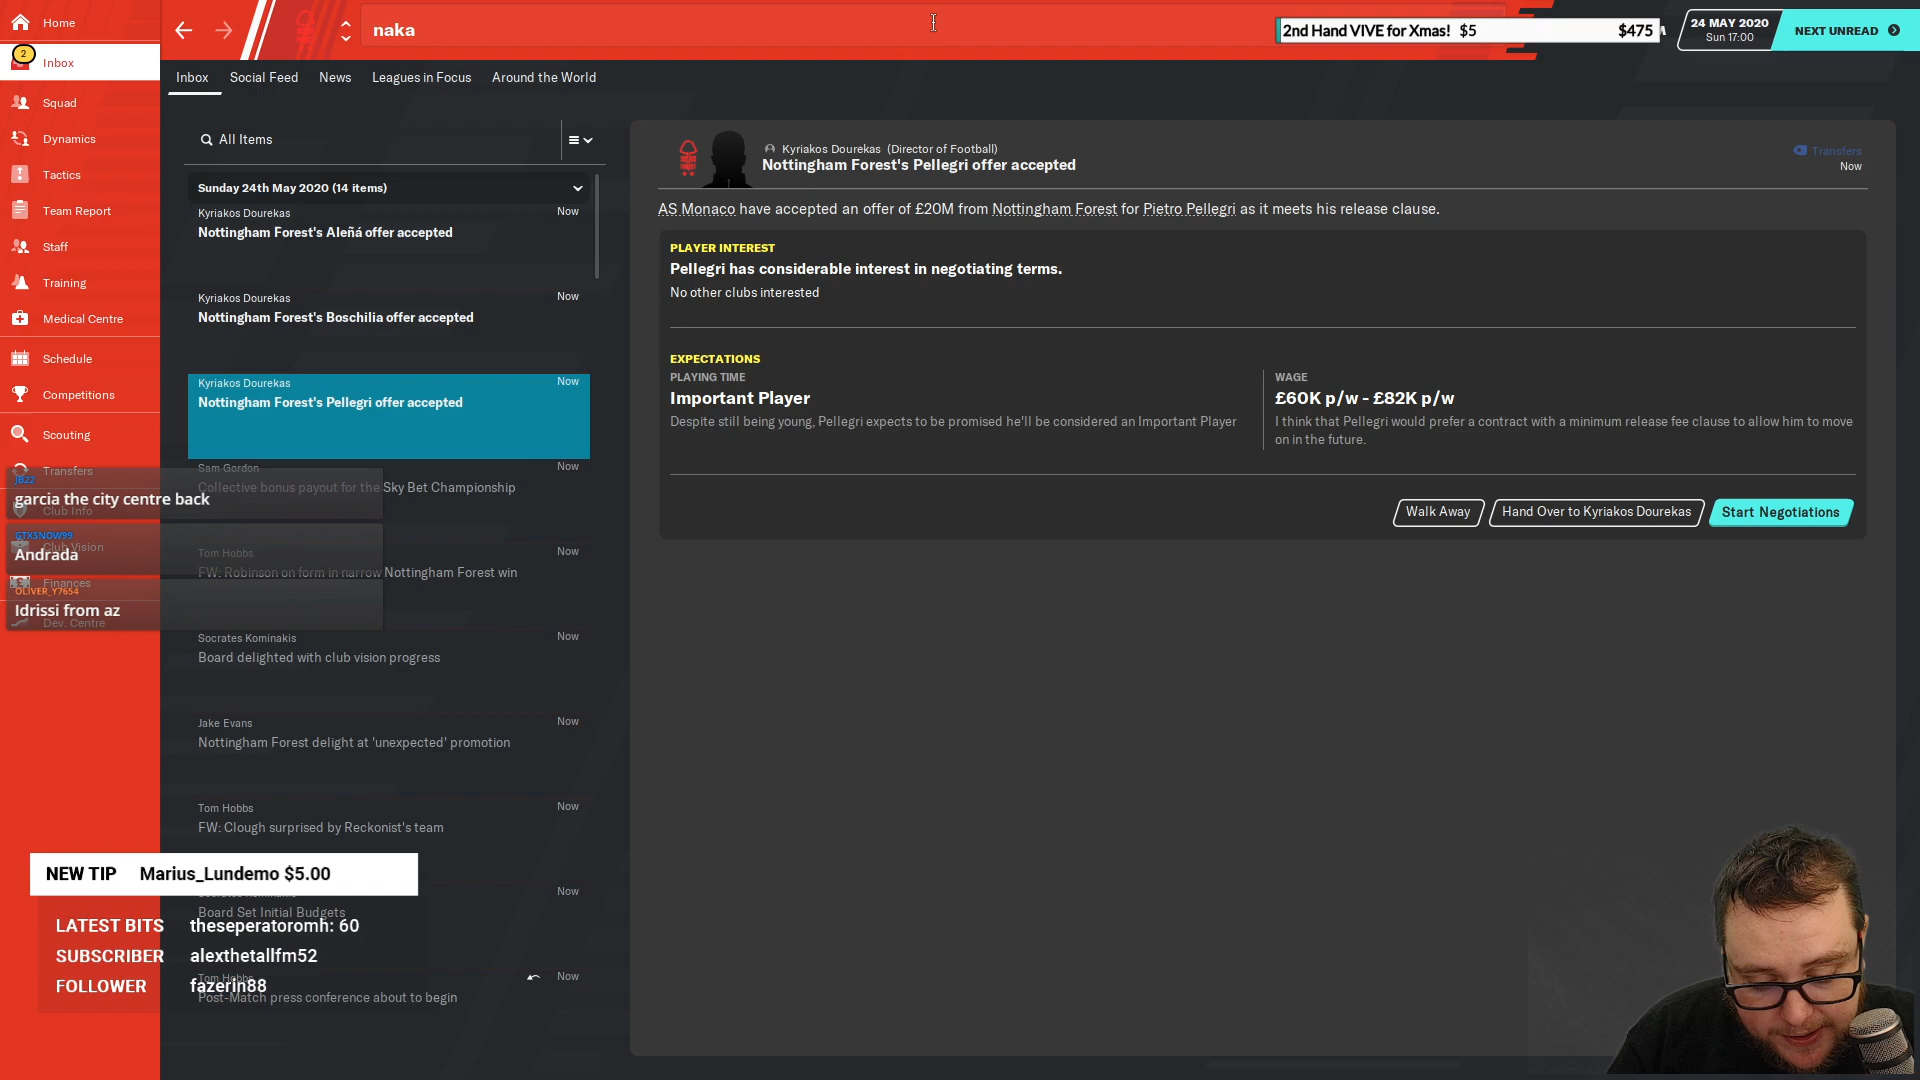 Home
2
Inbox
Squad
Dynamics
Tactics
Team Report
Staff
Training
Medical Centre
Schedule
Competitions
Scouting
Transfers
Club Info
Club Vision
Finances
Dev. Centre
JB22
garcia the city centre back
GTXSNOW99
Andrada
OLIVER_Y7654
Idrissi from az
naka
2nd Hand VIVE for Xmas! $5
$475
24 MAY 2020
Sun 17:00
NEXT UNREAD
Inbox
Social Feed
News
Leagues in Focus
Around the World
All Items
Sunday 24th May 2020 (14 items)
Kyriakos Dourekas
Now
Nottingham Forest's Aleñá offer accepted
Kyriakos Dourekas
Now
Nottingham Forest's Boschilia offer accepted
Kyriakos Dourekas
Now
Nottingham Forest's Pellegri offer accepted
Sam Gordon
Now
Collective bonus payout for the Sky Bet Championship
Tom Hobbs
Now
FW: Robinson on form in narrow Nottingham Forest win
Socrates Kominakis
Now
Board delighted with club vision progress
Jake Evans
Now
Nottingham Forest delight at 'unexpected' promotion
Tom Hobbs
Now
FW: Clough surprised by Reckonist's team
Now
Board Set Initial Budgets
Tom Hobbs
Now
Post-Match press conference about to begin
NEW TIP Marius_Lundemo $5.00
LATEST BITS theseperatoromh: 60
SUBSCRIBER alexthetallfm52
FOLLOWER fazerin88
Kyriakos Dourekas (Director of Football)
Nottingham Forest's Pellegri offer accepted
Transfers
Now
AS Monaco have accepted an offer of £20M from Nottingham Forest for Pietro Pellegri as it meets his release clause.
PLAYER INTEREST
Pellegri has considerable interest in negotiating terms.
No other clubs interested
EXPECTATIONS
PLAYING TIME
Important Player
Despite still being young, Pellegri expects to be promised he'll be considered an Important Player
WAGE
£60K p/w - £82K p/w
I think that Pellegri would prefer a contract with a minimum release fee clause to allow him to move
on in the future.
Walk Away
Hand Over to Kyriakos Dourekas
Start Negotiations